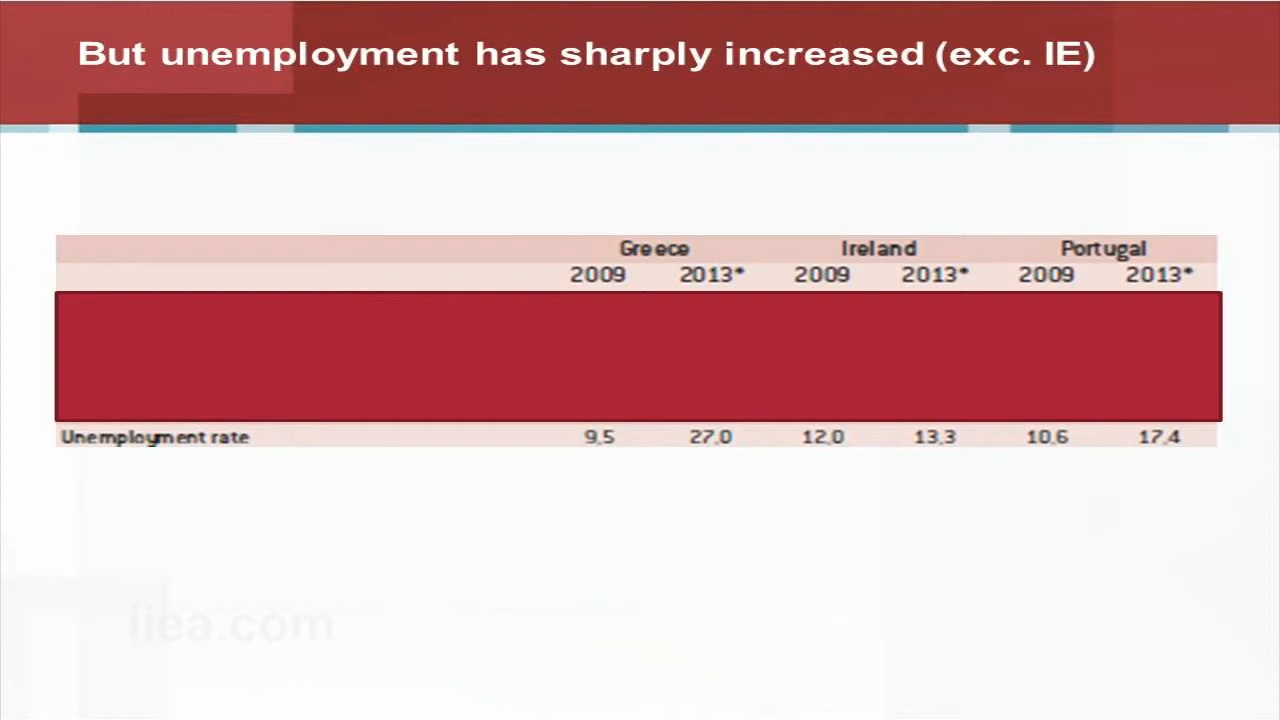 But unemployment has sharply increased (exc. IE)
Greece Ireland Portugal
2009 2013* 2009 2013* 2009 2013*
Unemployment rate 9,5 27,0 12,0 13,3 10,6 17,4
iiea.com